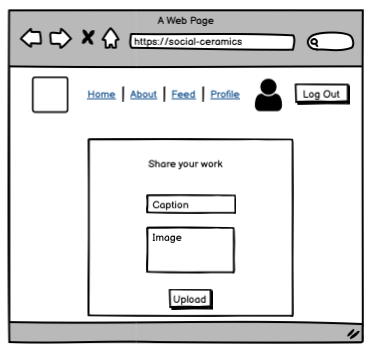 A Web Page
https://social-ceramics
Home | About | Feed | Profile
Log Out
Share your work
Caption
Image
Upload